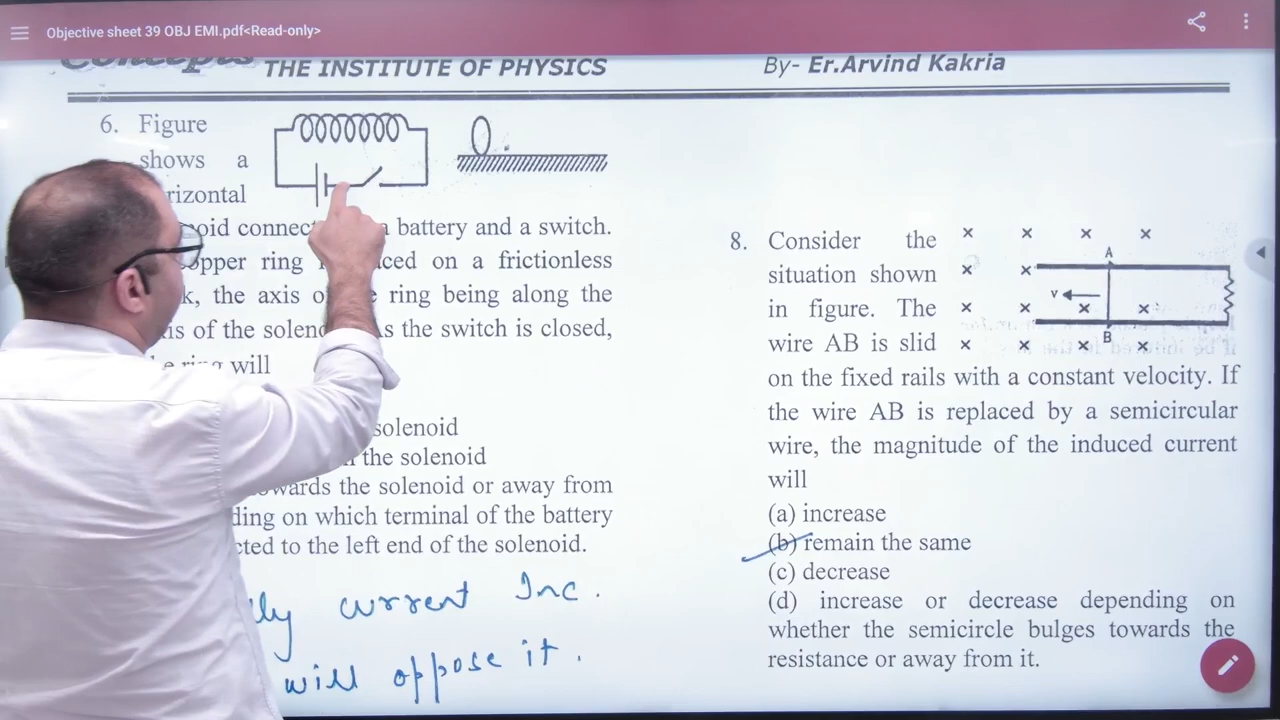 Objective sheet 39 OBJ EMI.pdf<Read-only>
Concepts THE INSTITUTE OF PHYSICS By- Er.Arvind Kakria
6. Figure
shows a
rizontal
oid connec battery and a switch.
opper ring ced on a frictionless
k, the axis o ring being along the
is of the soleno s the switch is closed,
e ring will
solenoid
the solenoid
owards the solenoid or away from
ding on which terminal of the battery
cted to the left end of the solenoid.
ly current Inc.
will oppose it.
8. Consider the
situation shown
in figure. The
wire AB is slid
on the fixed rails with a constant velocity. If
the wire AB is replaced by a semicircular
wire, the magnitude of the induced current
will
A
v
B
(a) increase
(b) remain the same
(c) decrease
(d) increase or decrease depending on
whether the semicircle bulges towards the
resistance or away from it.